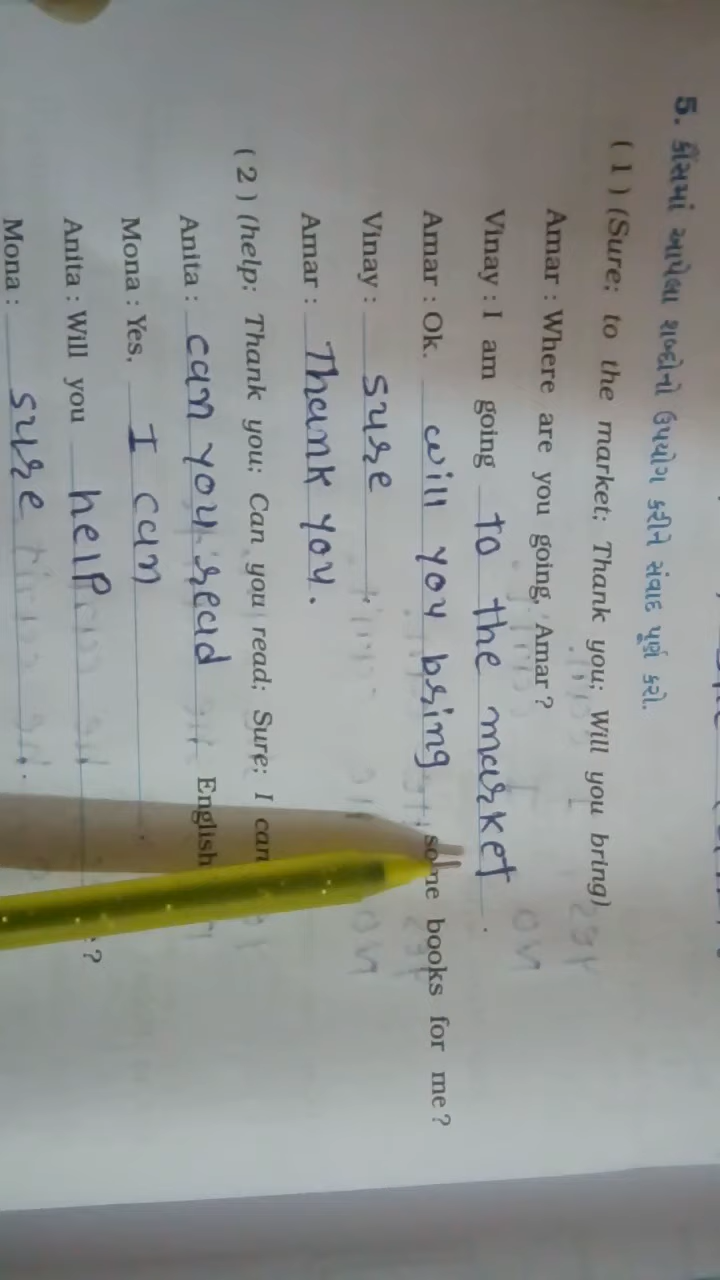 5. કૌંસમાં આપેલા શબ્દોનો ઉપયોગ કરીને સંવાદ પૂર્ણ કરો.
( 1 ) (Sure; to the market; Thank you; Will you bring)
Amar : Where are you going, Amar ?
Vinay : I am going to the market.
Amar : Ok. will you bring some books for me ?
Vinay : sure.
Amar : Thank you.
( 2 ) (help; Thank you; Can you read; Sure; I can
Anita : can you read English
Mona : Yes, I can.
Anita : Will you help ?
Mona : sure.